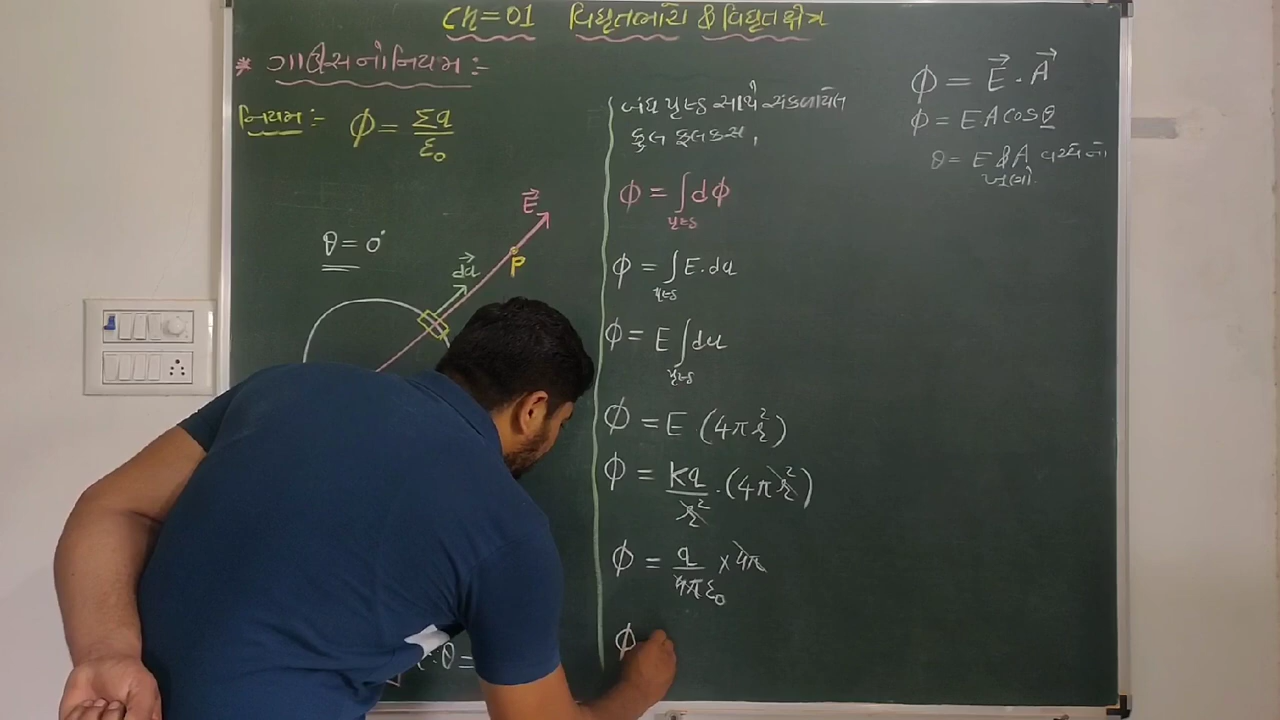 Ch=01 વિદ્યુતભારો & વિદ્યુતક્ષેત્ર
* ગાઉસનો નિયમ :-
નિયમ :- ϕ = Σq / ε₀
θ = 0°
E⃗
P
da⃗
θ =
બંધ પૃષ્ઠ સાથે સંકળાયેલ
કુલ ફ્લક્સ,
ϕ = ∫પૃષ્ઠ dϕ
ϕ = ∫પૃષ્ઠ E.da
ϕ = E ∫પૃષ્ઠ da
ϕ = E (4πr²)
ϕ = kq / r² . (4πr²)
ϕ = q / 4πε₀ × 4π
ϕ
ϕ = E⃗ . A⃗
ϕ = EA cosθ
θ = E & A વચ્ચેનો
ખૂણો.